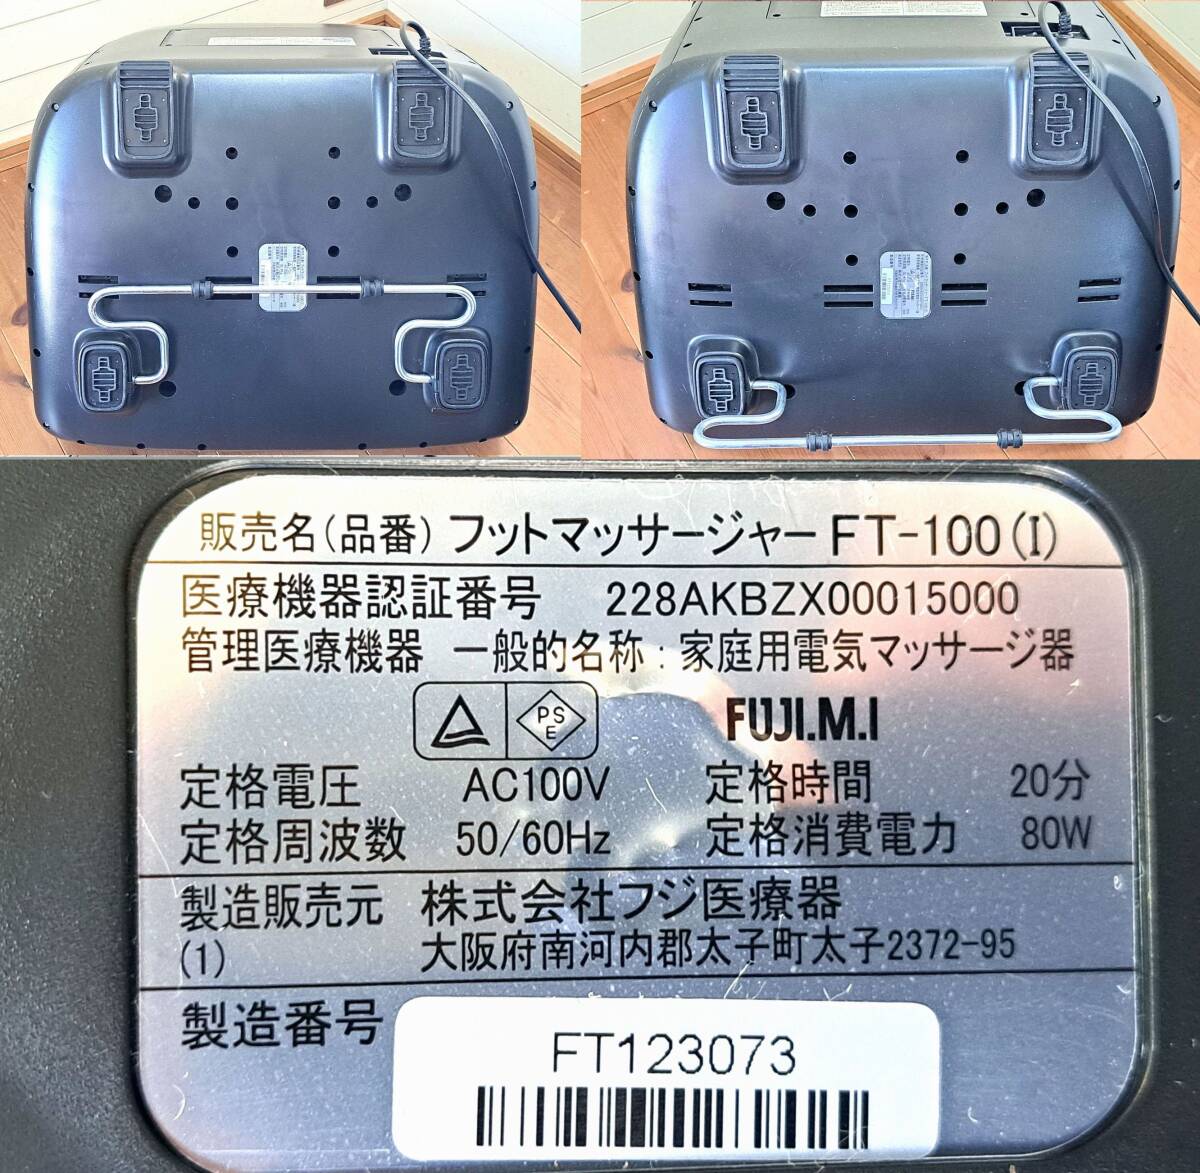 販売名(品番) フットマッサージャー FT-100(I)
医療機器認証番号 228AKBZX00015000
管理医療機器 一般的名称：家庭用電気マッサージ器
PS
E
FUJI.M.I
定格電圧 AC100V 定格時間 20分
定格周波数 50/60Hz 定格消費電力 80W
製造販売元 株式会社フジ医療器
(1) 大阪府南河内郡太子町太子2372-95
製造番号
FT123073